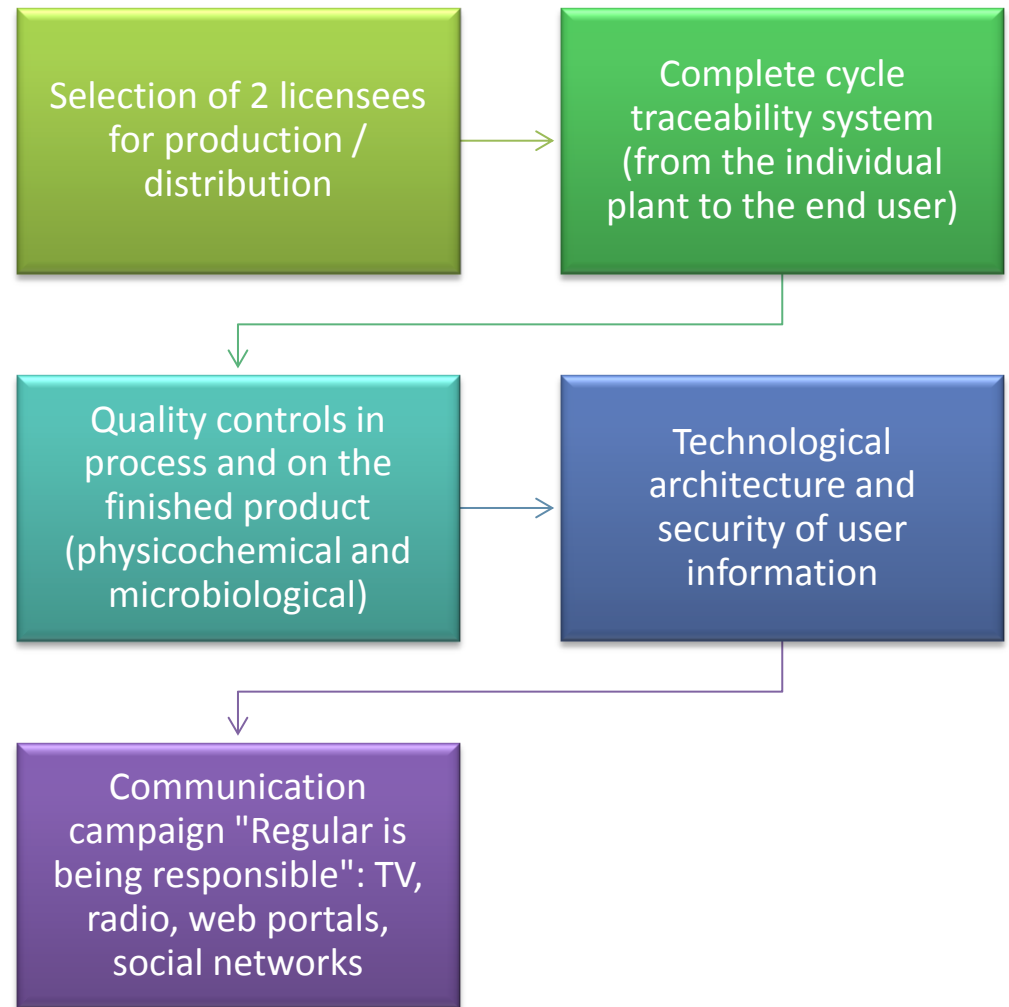 Selection of 2 licensees
for production /
distribution
Complete cycle
traceability system
(from the individual
plant to the end user)
Quality controls in
process and on the
finished product
(physicochemical and
microbiological)
Technological
architecture and
security of user
information
Communication
campaign "Regular is
being responsible": TV,
radio, web portals,
social networks